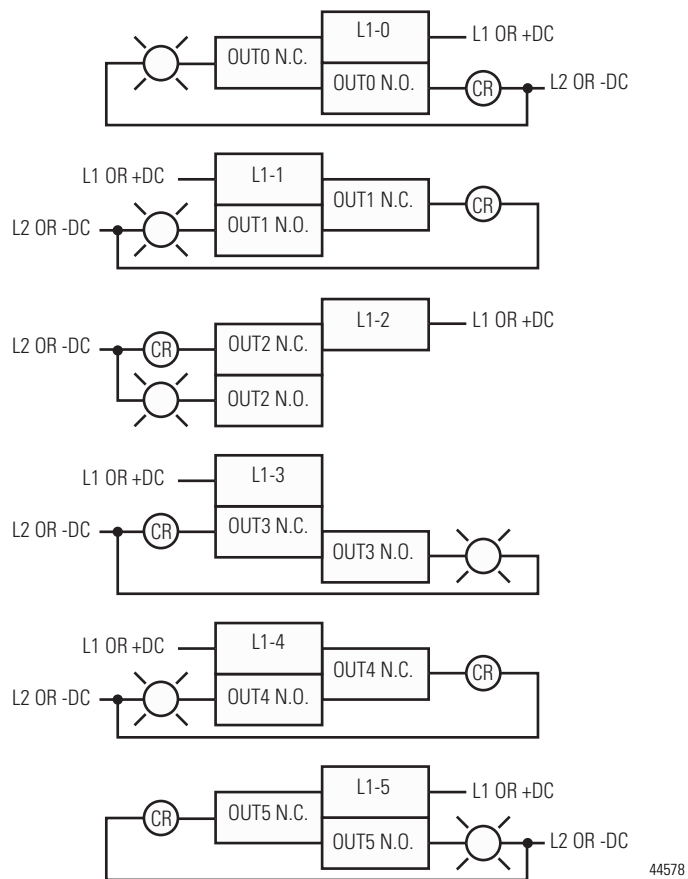 L1-0
L1 OR +DC
OUT0 N.C.
OUT0 N.O.
CR
L2 OR -DC
L1 OR +DC
L1-1
OUT1 N.C.
CR
L2 OR -DC
OUT1 N.O.
L1-2
L1 OR +DC
L2 OR -DC
CR
OUT2 N.C.
OUT2 N.O.
L1 OR +DC
L1-3
L2 OR -DC
CR
OUT3 N.C.
OUT3 N.O.
L1 OR +DC
L1-4
OUT4 N.C.
CR
L2 OR -DC
OUT4 N.O.
L1-5
L1 OR +DC
CR
OUT5 N.C.
OUT5 N.O.
L2 OR -DC
44578